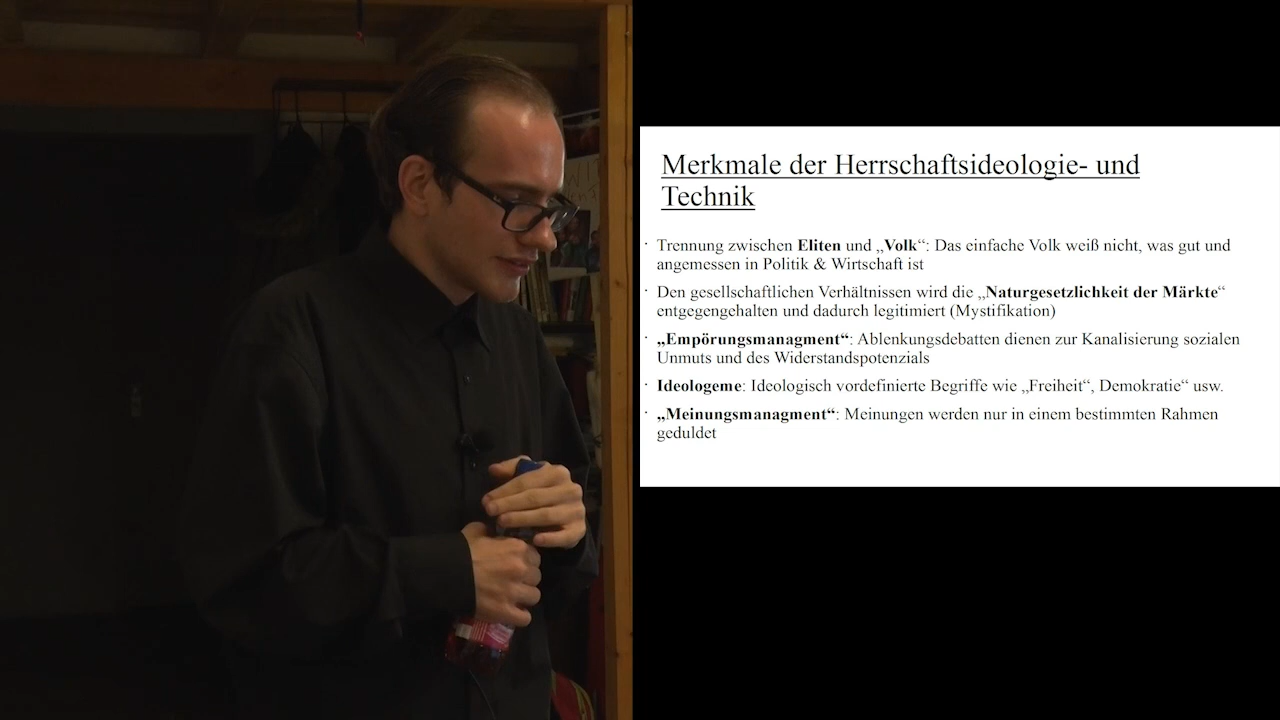 Merkmale der Herrschaftsideologie- und
Technik
· Trennung zwischen Eliten und „Volk“: Das einfache Volk weiß nicht, was gut und
angemessen in Politik & Wirtschaft ist
· Den gesellschaftlichen Verhältnissen wird die „Naturgesetzlichkeit der Märkte“
entgegengehalten und dadurch legitimiert (Mystifikation)
· „Empörungsmanagment“: Ablenkungsdebatten dienen zur Kanalisierung sozialen
Unmuts und des Widerstandspotenzials
· Ideologeme: Ideologisch vordefinierte Begriffe wie „Freiheit“, Demokratie“ usw.
· „Meinungsmanagment“: Meinungen werden nur in einem bestimmten Rahmen
geduldet